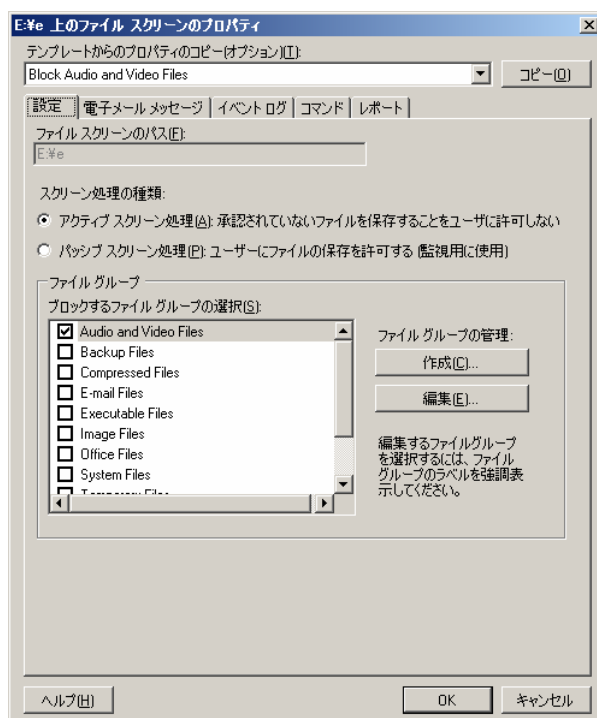 E:¥e 上のファイル スクリーンのプロパティ
テンプレートからのプロパティのコピー(オプション)(T):
Block Audio and Video Files
コピー(O)
設定
電子メール メッセージ
イベント ログ
コマンド
レポート
ファイル スクリーンのパス(F):
E:¥e
スクリーン処理の種類:
アクティブ スクリーン処理(A): 承認されていないファイルを保存することをユーザに許可しない
パッシブ スクリーン処理(P): ユーザーにファイルの保存を許可する (監視用に使用)
ファイル グループ
ブロックするファイル グループの選択(S):
Audio and Video Files
Backup Files
Compressed Files
E-mail Files
Executable Files
Image Files
Office Files
System Files
Temporary Files
ファイル グループの管理:
作成(C)...
編集(E)...
編集するファイルグループ
を選択するには、ファイル
グループのラベルを強調表
示してください。
ヘルプ(H)
OK
キャンセル